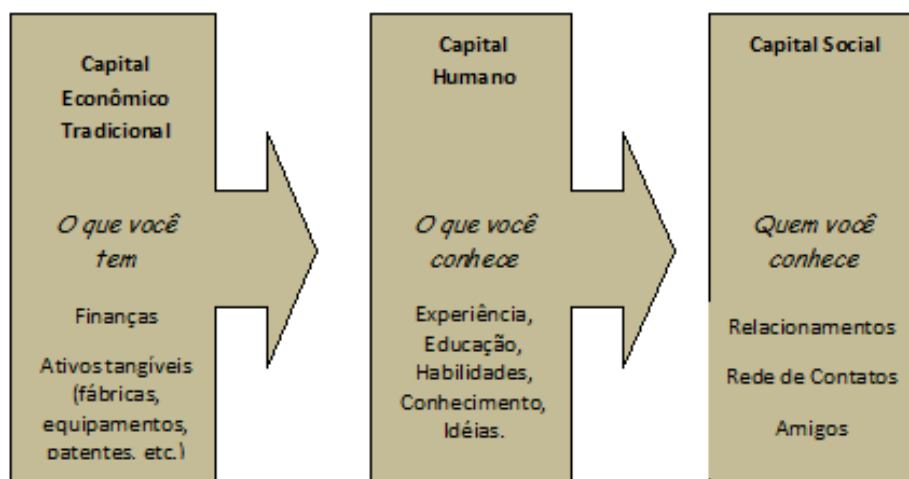 Capital
Econômico
Tradicional
O que você
tem
Finanças
Ativos tangíveis
(fábricas,
equipamentos,
patentes, etc.)
Capital
Humano
O que você
conhece
Experiência,
Educação,
Habilidades,
Conhecimento,
Idéias.
Capital Social
Quem você
conhece
Relacionamentos
Rede de Contatos
Amigos